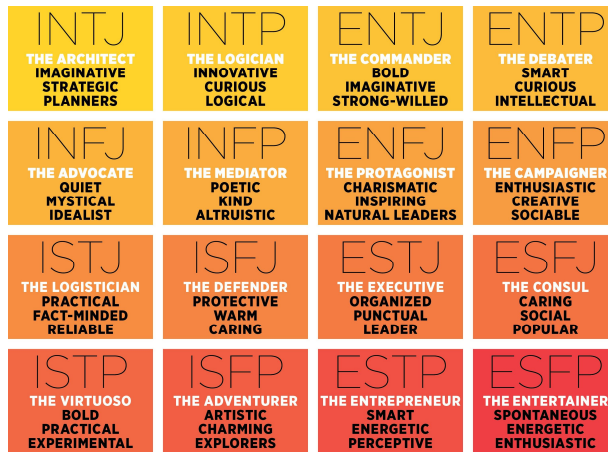 INTJ
THE ARCHITECT
IMAGINATIVE
STRATEGIC
PLANNERS
INTP
THE LOGICIAN
INNOVATIVE
CURIOUS
LOGICAL
ENTJ
THE COMMANDER
BOLD
IMAGINATIVE
STRONG-WILLED
ENTP
THE DEBATER
SMART
CURIOUS
INTELLECTUAL
INFJ
THE ADVOCATE
QUIET
MYSTICAL
IDEALIST
INFP
THE MEDIATOR
POETIC
KIND
ALTRUISTIC
ENFJ
THE PROTAGONIST
CHARISMATIC
INSPIRING
NATURAL LEADERS
ENFP
THE CAMPAIGNER
ENTHUSIASTIC
CREATIVE
SOCIABLE
ISTJ
THE LOGISTICIAN
PRACTICAL
FACT-MINDED
RELIABLE
ISFJ
THE DEFENDER
PROTECTIVE
WARM
CARING
ESTJ
THE EXECUTIVE
ORGANIZED
PUNCTUAL
LEADER
ESFJ
THE CONSUL
CARING
SOCIAL
POPULAR
ISTP
THE VIRTUOSO
BOLD
PRACTICAL
EXPERIMENTAL
ISFP
THE ADVENTURER
ARTISTIC
CHARMING
EXPLORERS
ESTP
THE ENTREPRENEUR
SMART
ENERGETIC
PERCEPTIVE
ESFP
THE ENTERTAINER
SPONTANEOUS
ENERGETIC
ENTHUSIASTIC